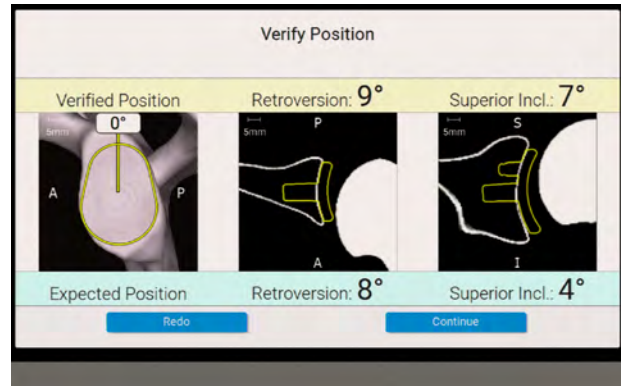 Verify Position
Verified Position Retroversion: 9° Superior Incl.: 7°
0° P S
5mm 5mm 5mm
A P
A I
Expected Position Retroversion: 8° Superior Incl.: 4°
Redo Continue